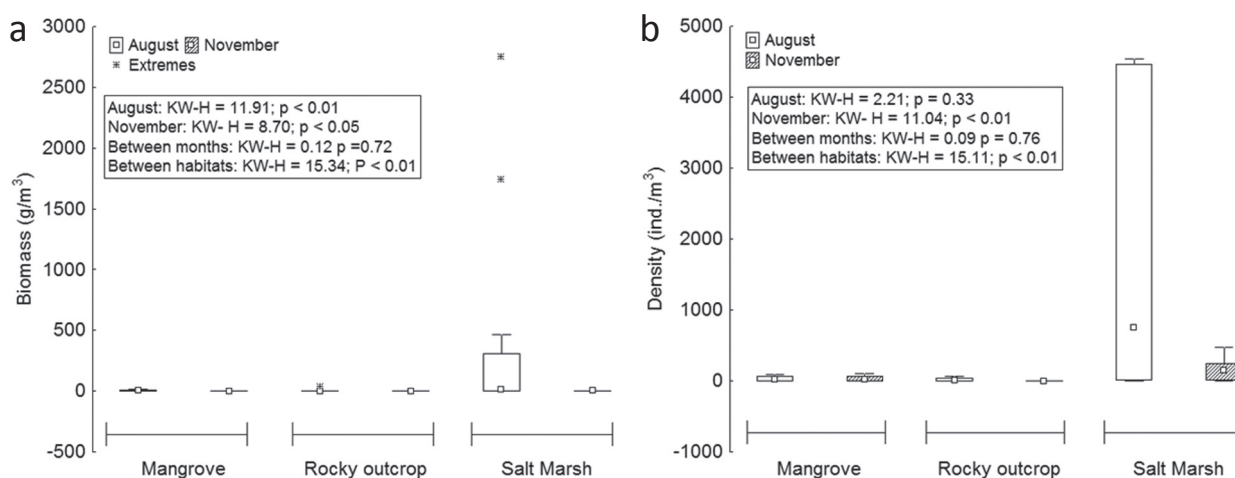 a
3000
2500
2000
1500
1000
500
0
-500
Biomass (g/m³)
August November
Extremes
August: KW-H = 11.91; p < 0.01
November: KW- H = 8.70; p < 0.05
Between months: KW-H = 0.12 p =0.72
Between habitats: KW-H = 15.34; P < 0.01
Mangrove Rocky outcrop Salt Marsh
b
5000
4000
3000
2000
1000
0
-1000
Density (ind./m³)
August
November
August: KW-H = 2.21; p = 0.33
November: KW- H = 11.04; p < 0.01
Between months: KW-H = 0.09 p = 0.76
Between habitats: KW-H = 15.11; p < 0.01
Mangrove Rocky outcrop Salt Marsh